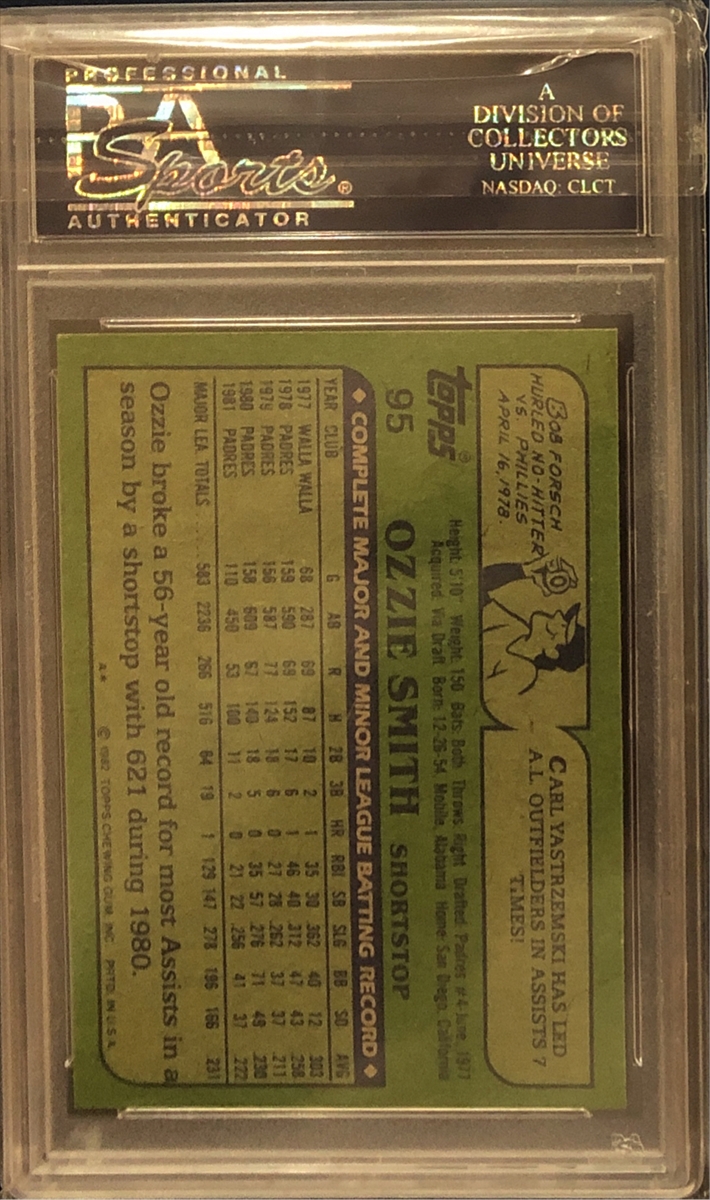 PROFESSIONAL
PSA
Sports®
AUTHENTICATOR
A
DIVISION OF
COLLECTORS
UNIVERSE
NASDAQ: CLCT
BOB FORSCH
HURLED NO-HITTER
VS. PHILLIES
APRIL 16, 1978.
CARL YASTRZEMSKI HAS LED
A.L. OUTFIELDERS IN ASSISTS 7
TIMES!
topps®
Height: 5'10" Weight: 150 Bats: Both Throws: Right Drafted: Padres #4-June, 1977
Acquired: Via Draft Born: 12-26-54, Mobile, Alabama Home: San Diego, California
95 OZZIE SMITH SHORTSTOP
◆ COMPLETE MAJOR AND MINOR LEAGUE BATTING RECORD ◆
YEAR CLUB G AB R H 2B 3B HR RBI SB SLG BB SO AVG
1977 WALLA WALLA 68 287 69 87 10 2 1 35 30 .362 40 12 .303
1978 PADRES 159 590 69 152 17 6 1 46 40 .312 47 43 .258
1979 PADRES 156 587 77 124 18 6 0 27 28 .262 37 37 .211
1980 PADRES 158 609 67 140 18 5 0 35 57 .276 71 49 .230
1981 PADRES 110 450 53 100 11 2 0 21 22 .256 41 37 .222
MAJOR LEA. TOTALS 583 2236 266 516 64 19 1 129 147 .278 196 166 .231
Ozzie broke a 56-year old record for most Assists in a
season by a shortstop with 621 during 1980.
A* © 1982 TOPPS CHEWING GUM, INC. PRTD. IN U.S.A.